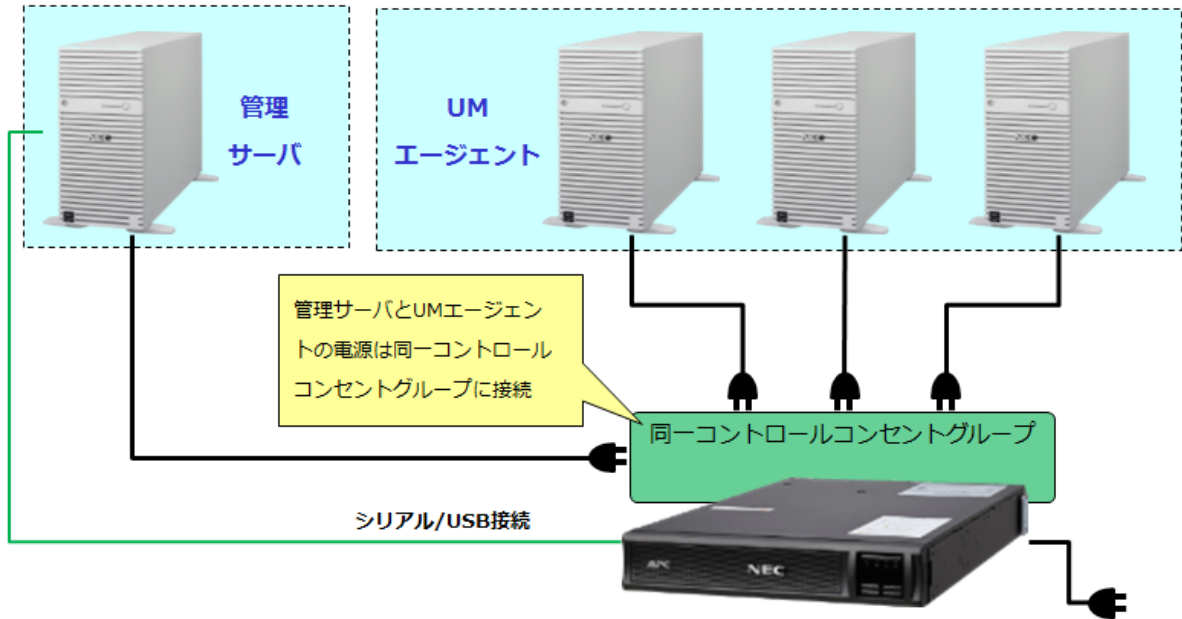 管理
サーバ
UM
エージェント
管理サーバとUMエージェン
トの電源は同一コントロール
コンセントグループに接続
同一コントロールコンセントグループ
シリアル/USB接続
APC
NEC